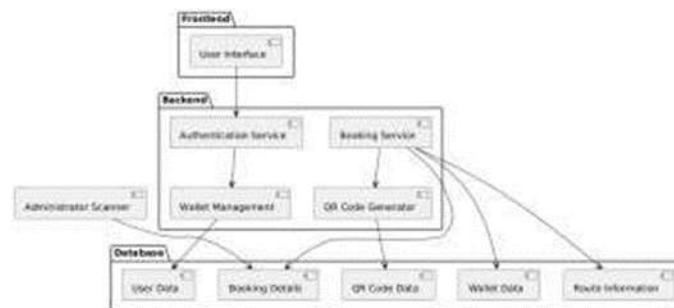 Frontend
User Interface
Backend
Authentication Service
Booking Service
Administrator Scanner
Wallet Management
QR Code Generator
Database
User Data
Booking Details
QR Code Data
Wallet Data
Route Information